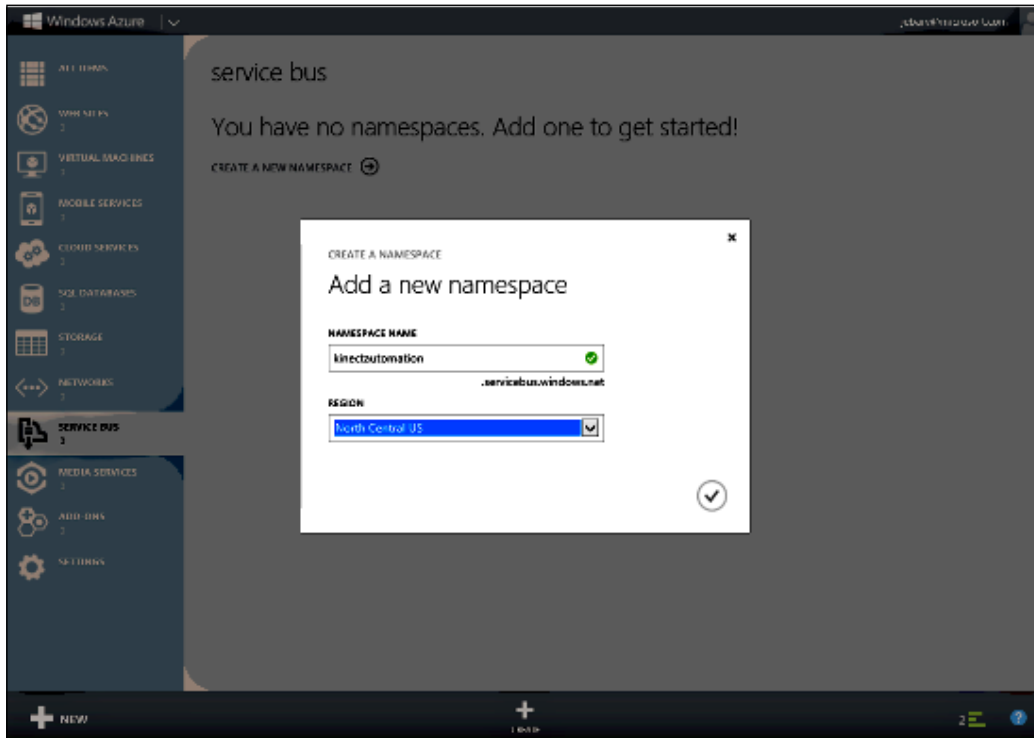 Windows Azure
ALL ITEMS
WEB SITES
VIRTUAL MACHINES
MOBILE SERVICES
CLOUD SERVICES
SQL DATABASES
STORAGE
NETWORKS
SERVICE BUS
MEDIA SERVICES
ADD-ONS
SETTINGS
service bus
You have no namespaces. Add one to get started!
CREATE A NEW NAMESPACE
CREATE A NAMESPACE
Add a new namespace
NAMESPACE NAME
kinectzutomation
.servicebus.windows.net
REGION
North Central US
NEW
2